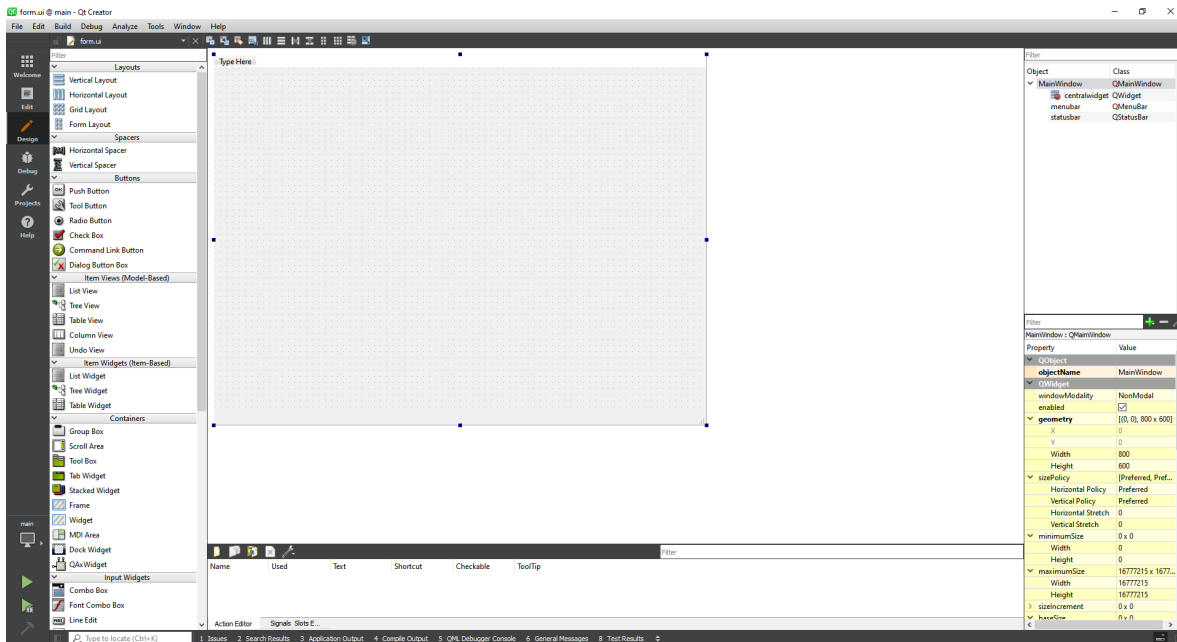 form.ui @ main - Qt Creator
File Edit Build Debug Analyze Tools Window Help
form.ui
Welcome
Edit
Design
Debug
Projects
Help
main
Filter
Layouts
Vertical Layout
Horizontal Layout
Grid Layout
Form Layout
Spacers
Horizontal Spacer
Vertical Spacer
Buttons
OK
Push Button
Tool Button
Radio Button
Check Box
Command Link Button
Dialog Button Box
Item Views (Model-Based)
List View
Tree View
Table View
Column View
Undo View
Item Widgets (Item-Based)
List Widget
Tree Widget
Table Widget
Containers
Group Box
Scroll Area
Tool Box
Tab Widget
Stacked Widget
Frame
Widget
MDI Area
Dock Widget
QAxWidget
Input Widgets
Combo Box
Font Combo Box
Line Edit
Type Here
Filter
Name Used Text Shortcut Checkable ToolTip
Action Editor Signals Slots E...
Filter
Object Class
MainWindow QMainWindow
centralwidget QWidget
menubar QMenuBar
statusbar QStatusBar
Filter
MainWindow : QMainWindow
Property Value
QObject
objectName MainWindow
QWidget
windowModality NonModal
enabled
geometry [(0, 0), 800 x 600]
X 0
Y 0
Width 800
Height 600
sizePolicy [Preferred, Pref...
Horizontal Policy Preferred
Vertical Policy Preferred
Horizontal Stretch 0
Vertical Stretch 0
minimumSize 0 x 0
Width 0
Height 0
maximumSize 16777215 x 1677...
Width 16777215
Height 16777215
sizeIncrement 0 x 0
baseSize 0 x 0
Type to locate (Ctrl+K) 1 Issues 2 Search Results 3 Application Output 4 Compile Output 5 QML Debugger Console 6 General Messages 8 Test Results